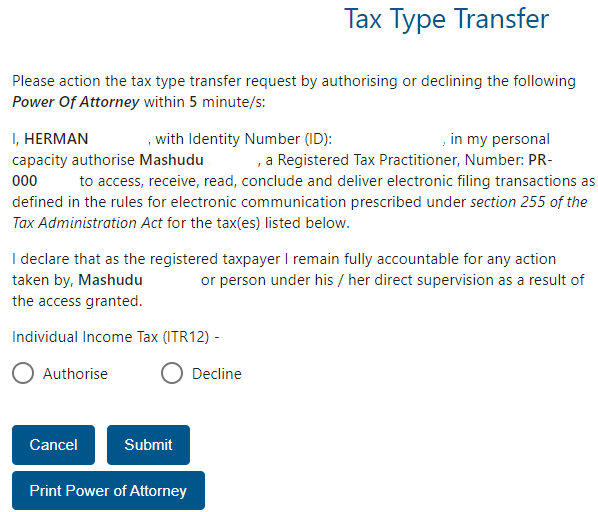 Tax Type Transfer
Please action the tax type transfer request by authorising or declining the following
Power Of Attorney within 5 minute/s:
I, HERMAN , with Identity Number (ID): , in my personal
capacity authorise Mashudu , a Registered Tax Practitioner, Number: PR-
000 to access, receive, read, conclude and deliver electronic filing transactions as
defined in the rules for electronic communication prescribed under section 255 of the
Tax Administration Act for the tax(es) listed below.
I declare that as the registered taxpayer I remain fully accountable for any action
taken by, Mashudu or person under his / her direct supervision as a result of
the access granted.
Individual Income Tax (ITR12) -
Authorise Decline
Cancel Submit
Print Power of Attorney